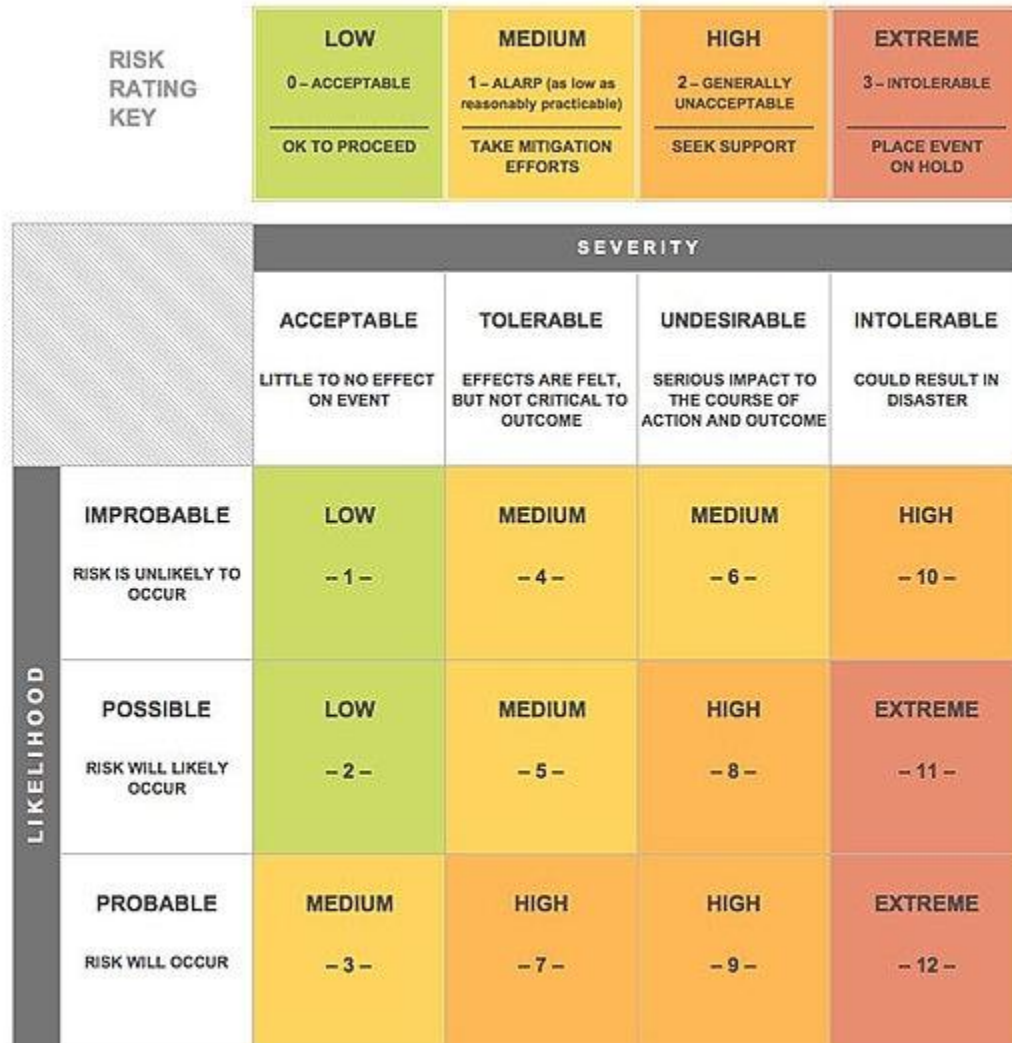 RISK
RATING
KEY
LOW
0 – ACCEPTABLE
OK TO PROCEED
MEDIUM
1 – ALARP (as low as
reasonably practicable)
TAKE MITIGATION
EFFORTS
HIGH
2 – GENERALLY
UNACCEPTABLE
SEEK SUPPORT
EXTREME
3 – INTOLERABLE
PLACE EVENT
ON HOLD
SEVERITY
ACCEPTABLE
LITTLE TO NO EFFECT
ON EVENT
TOLERABLE
EFFECTS ARE FELT,
BUT NOT CRITICAL TO
OUTCOME
UNDESIRABLE
SERIOUS IMPACT TO
THE COURSE OF
ACTION AND OUTCOME
INTOLERABLE
COULD RESULT IN
DISASTER
LIKELIHOOD
IMPROBABLE
RISK IS UNLIKELY TO
OCCUR
LOW
– 1 –
MEDIUM
– 4 –
MEDIUM
– 6 –
HIGH
– 10 –
POSSIBLE
RISK WILL LIKELY
OCCUR
LOW
– 2 –
MEDIUM
– 5 –
HIGH
– 8 –
EXTREME
– 11 –
PROBABLE
RISK WILL OCCUR
MEDIUM
– 3 –
HIGH
– 7 –
HIGH
– 9 –
EXTREME
– 12 –